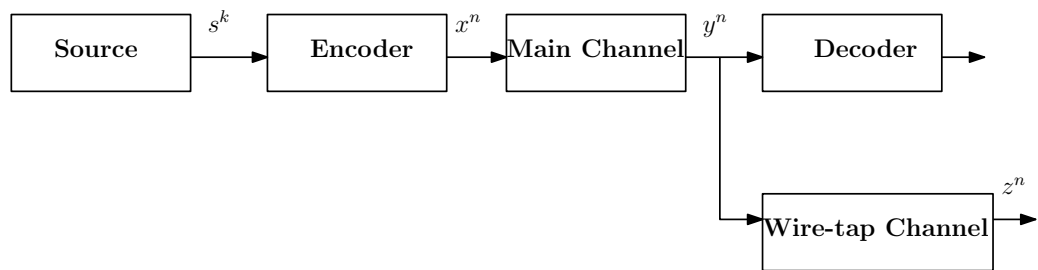 s^k x^n y^n
Source Encoder Main Channel Decoder
z^n
Wire-tap Channel